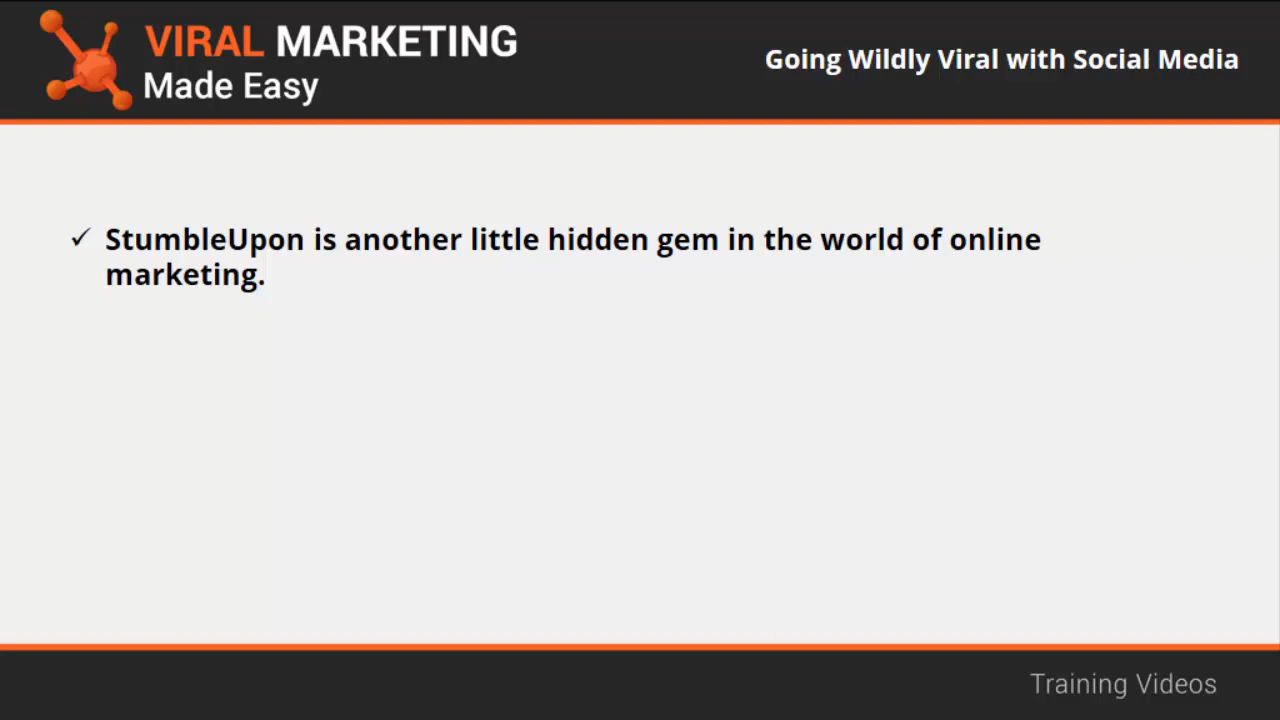 VIRAL MARKETING
Made Easy
Going Wildly Viral with Social Media
✓ StumbleUpon is another little hidden gem in the world of online
marketing.
Training Videos